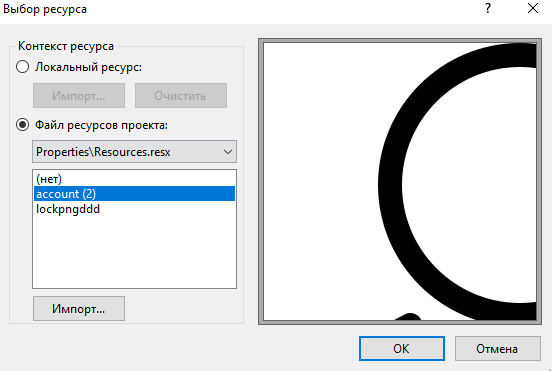 Выбор ресурса
?
Контекст ресурса
Локальный ресурс:
Импорт...
Очистить
Файл ресурсов проекта:
Properties\Resources.resx
(нет)
account (2)
lockpngddd
Импорт...
OK
Отмена